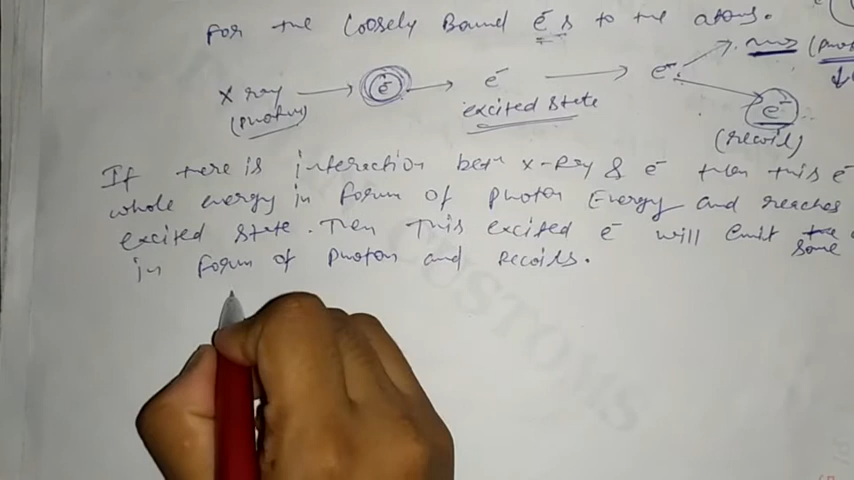 For the Loosely Bound e⁻s to the atoms.
X ray → e⁻ → e⁻ → e⁻
(photon)
excited state
e⁻
(recoil)
If there is interaction betn X-Ray & e⁻ then this e⁻
whole energy in form of photon Energy and reaches
excited state. Then this excited e⁻ will emit some
in form of photon and recoils.
CUSTOMS